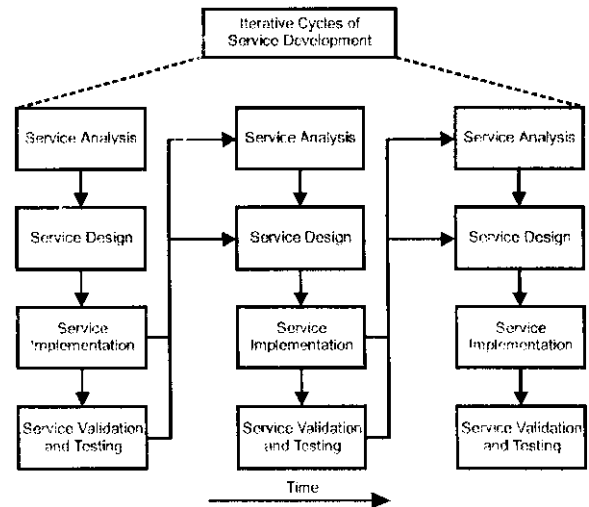 Iterative Cycles of
Service Development
Service Analysis
Service Analysis
Service Analysis
Service Design
Service Design
Service Design
Service
Implementation
Service
Implementation
Service
Implementation
Service Validation
and Testing
Service Validation
and Testing
Service Validation
and Testing
Time